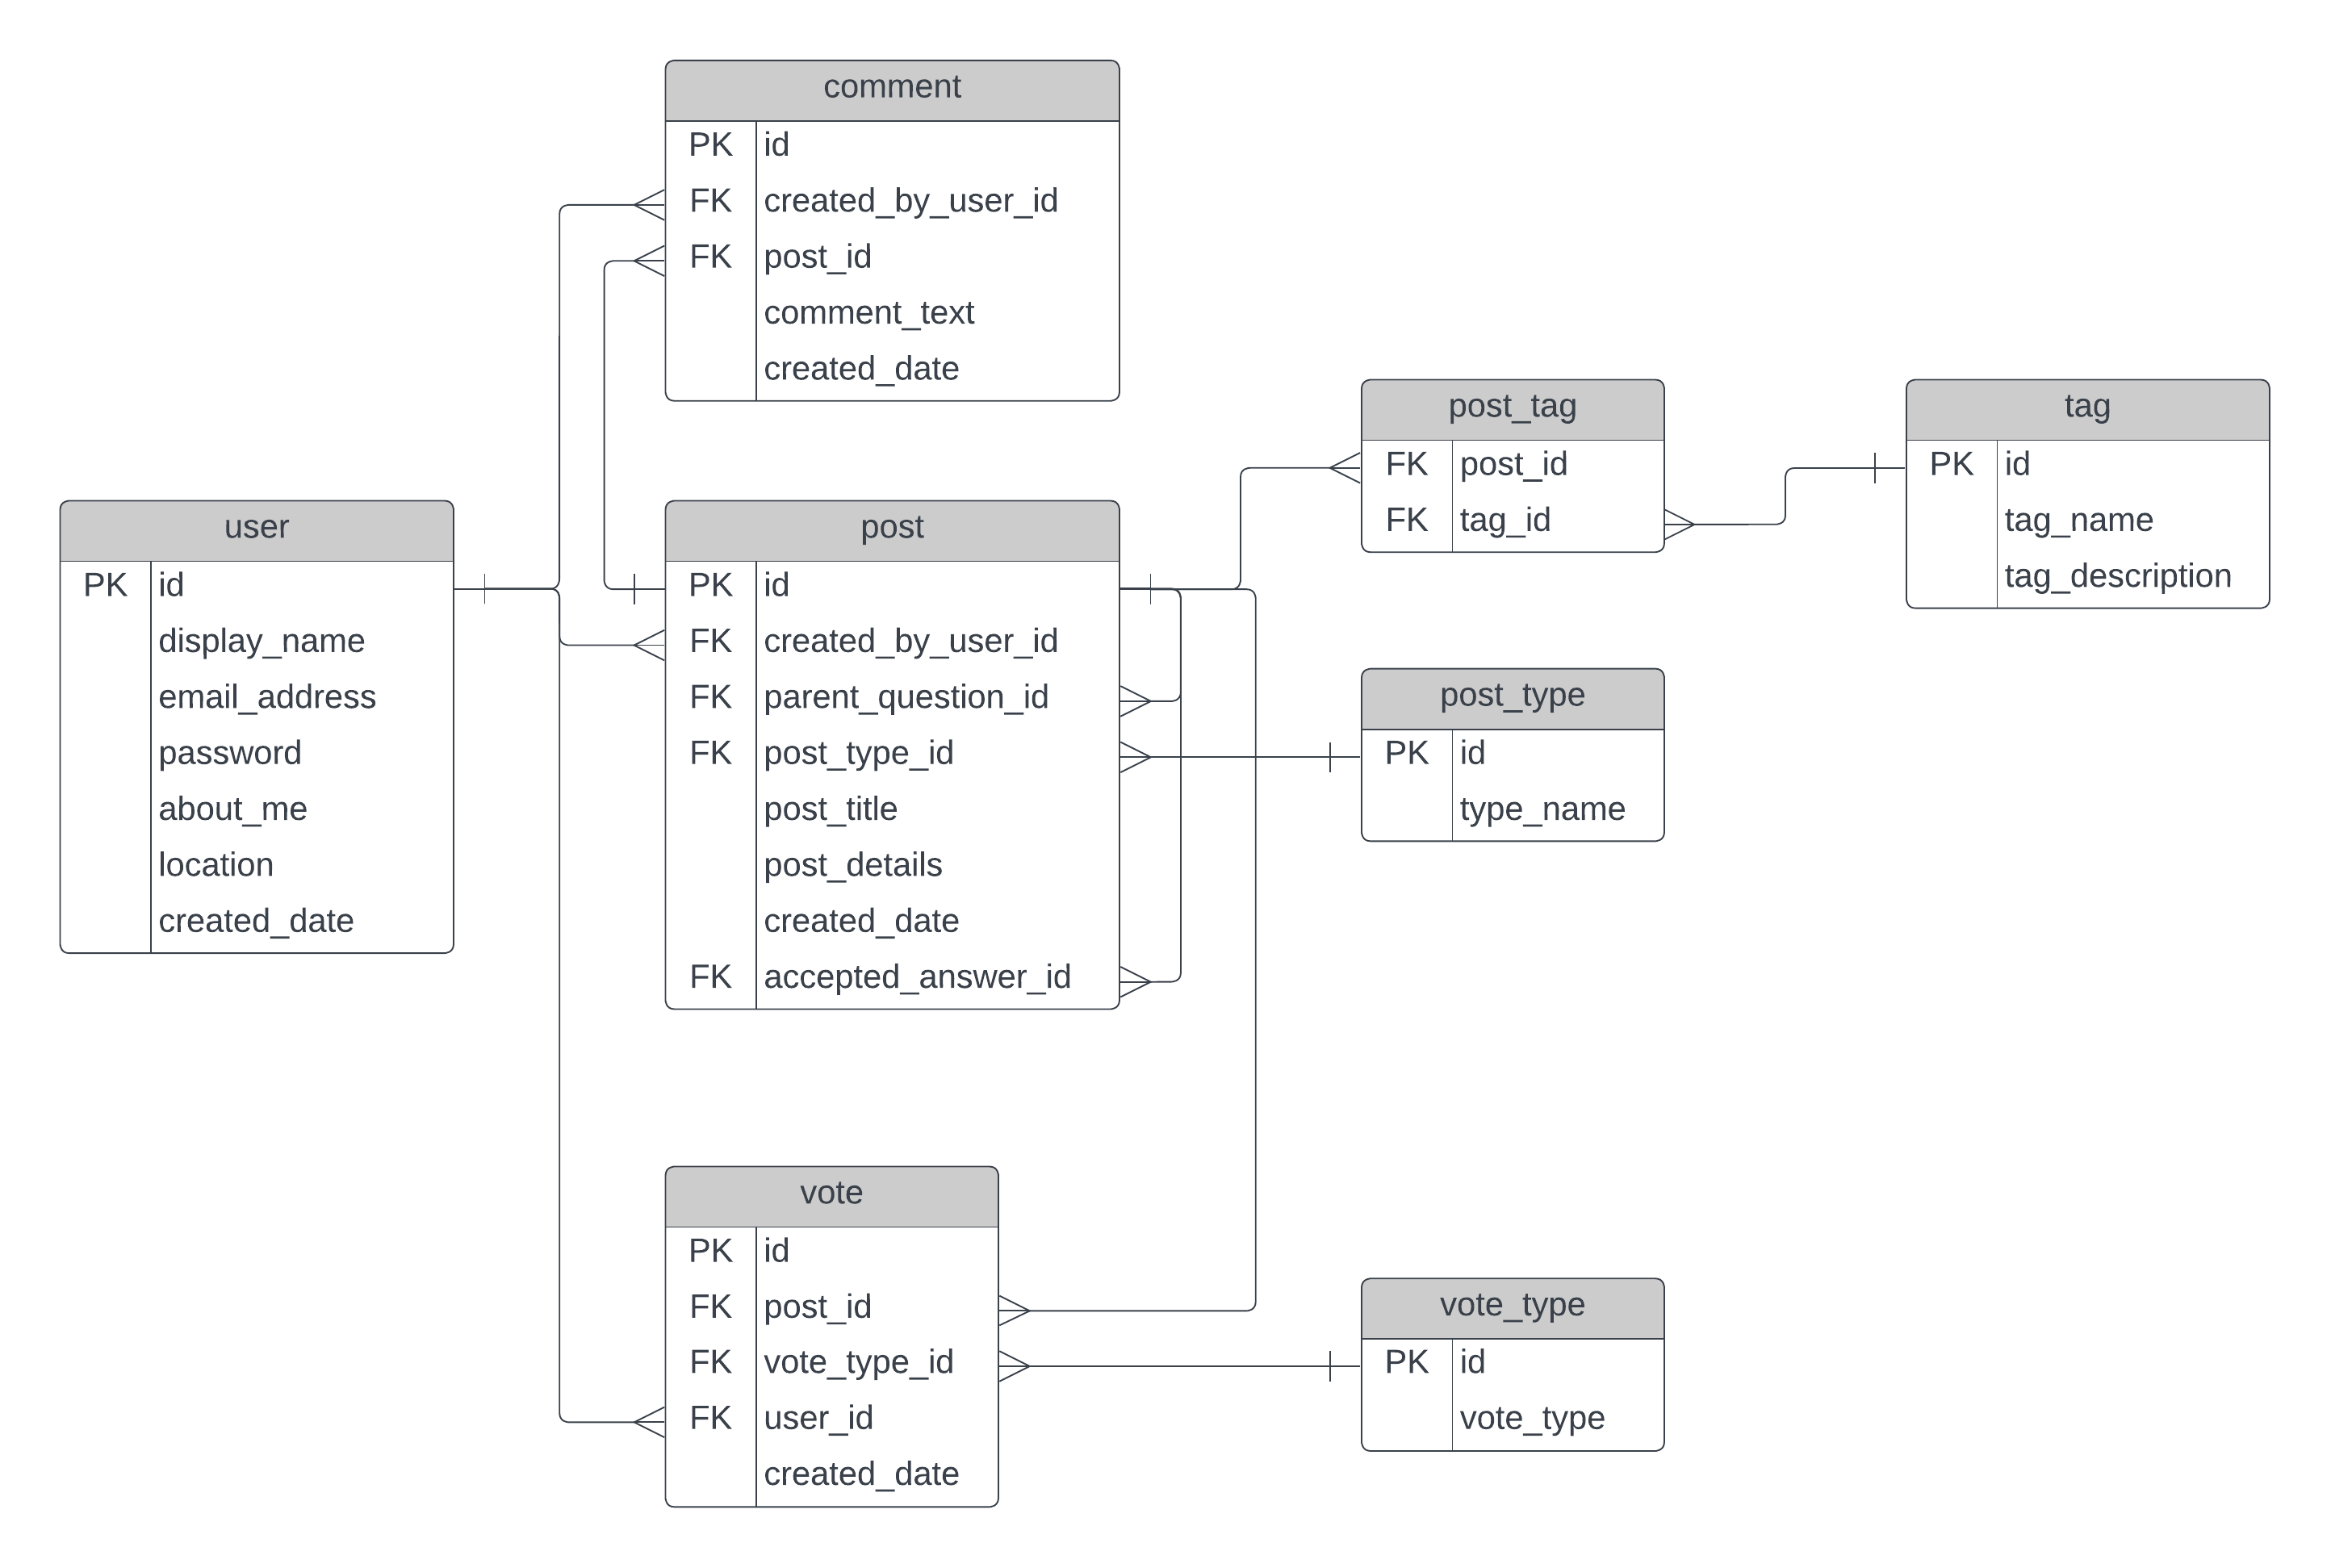 comment
PK id
FK created_by_user_id
FK post_id
comment_text
created_date
user
PK id
display_name
email_address
password
about_me
location
created_date
post
PK id
FK created_by_user_id
FK parent_question_id
FK post_type_id
post_title
post_details
created_date
FK accepted_answer_id
post_tag
FK post_id
FK tag_id
tag
PK id
tag_name
tag_description
post_type
PK id
type_name
vote
PK id
FK post_id
FK vote_type_id
FK user_id
created_date
vote_type
PK id
vote_type